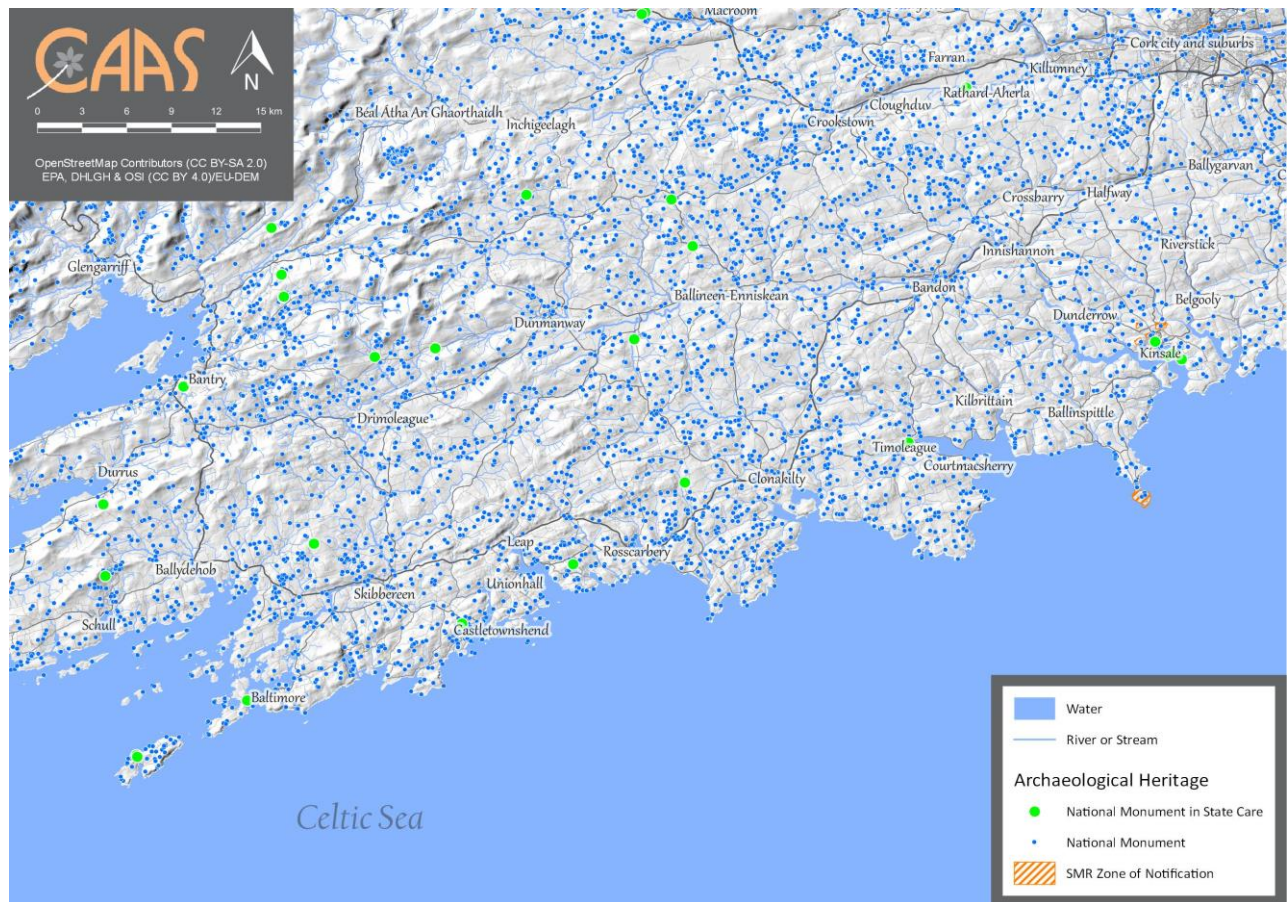 CAAS
N
0 3 6 9 12 15 km
OpenStreetMap Contributors (CC BY-SA 2.0)
EPA, DHLGH & OSI (CC BY 4.0)/EU-DEM
Macroom
Cork city and suburbs
Farran
Killumney
Rathard-Aherla
Cloughduv
Béal Átha An Ghaorthaidh
Crookstown
Inchigeelagh
Ballygarvan
Halfway
Crossbarry
Riverstick
Innishannon
Glengarriff
Bandon
Ballineen-Enniskean
Belgooly
Dunderrow
Dunmanway
Kinsale
Bantry
Kilbrittain
Ballinspittle
Drimoleague
Timoleague
Courtmacsherry
Durrus
Clonakilty
Leap
Rosscarbery
Ballydehob
Unionhall
Skibbereen
Schull
Castletownshend
Baltimore
Celtic Sea
Water
River or Stream
Archaeological Heritage
National Monument in State Care
National Monument
SMR Zone of Notification